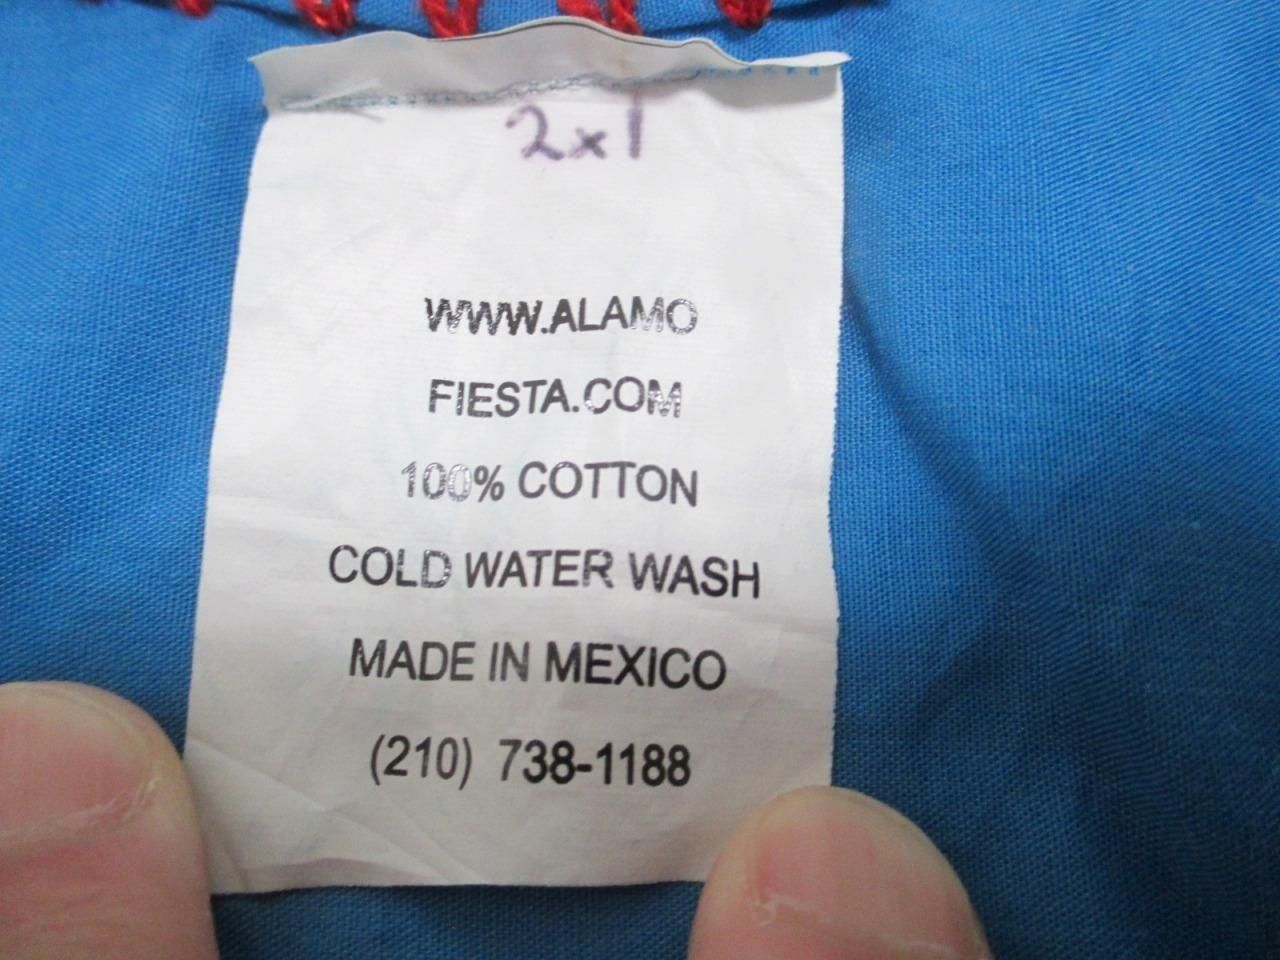 2x1
WWW.ALAMO
FIESTA.COM
100% COTTON
COLD WATER WASH
MADE IN MEXICO
(210) 738-1188